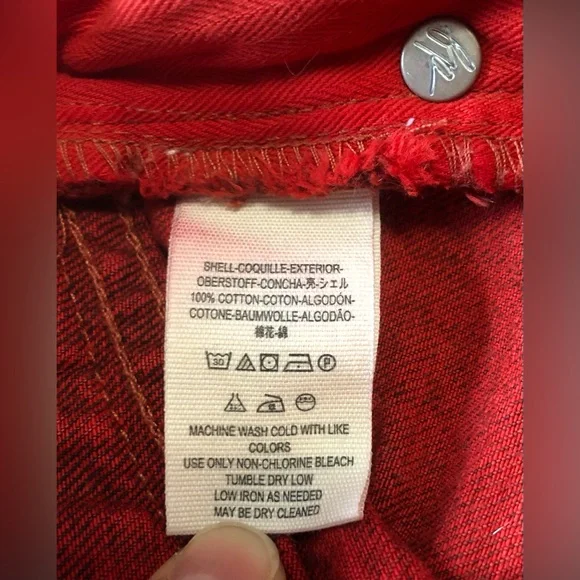 SHELL-COQUILLE-EXTERIOR-
OBERSTOFF-CONCHA-亮-シェル
100% COTTON-COTON-ALGODÓN-
COTONE-BAUMWOLLE-ALGODÃO-
棉花-綿
30
P
MACHINE WASH COLD WITH LIKE
COLORS
USE ONLY NON-CHLORINE BLEACH
TUMBLE DRY LOW
LOW IRON AS NEEDED
MAY BE DRY CLEANED